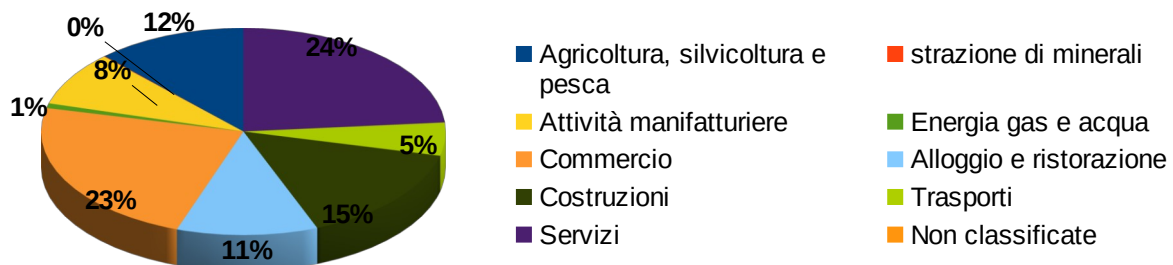 0%
12%
24%
8%
1%
5%
23%
15%
11%
Agricoltura, silvicoltura e
pesca
strazione di minerali
Attività manifatturiere
Energia gas e acqua
Commercio
Alloggio e ristorazione
Costruzioni
Trasporti
Servizi
Non classificate